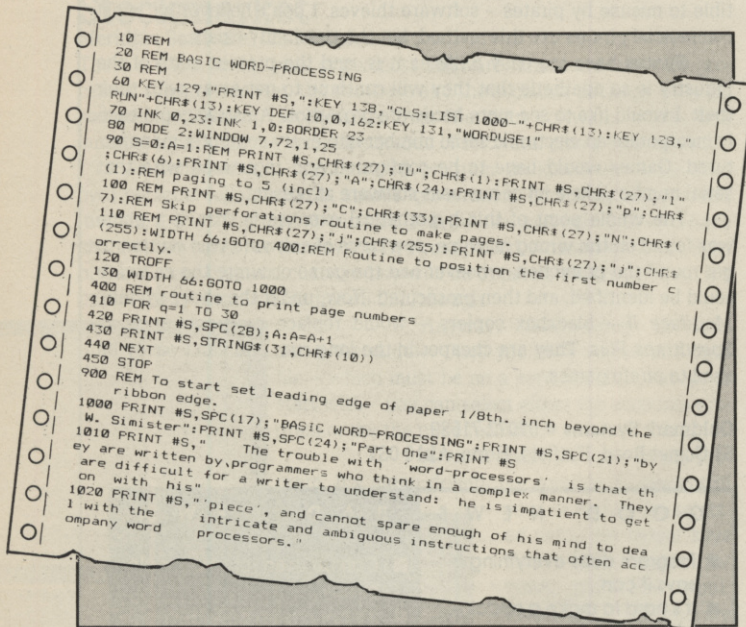 10 REM
20 REM BASIC WORD-PROCESSING
30 REM
60 KEY 129,"PRINT #S,":KEY 138,"CLS:LIST 1000-"+CHR$(13):KEY 128,"
RUN"+CHR$(13):KEY DEF 10,0,162:KEY 131,"WORDUSE1"
70 INK 0,23:INK 1,0:BORDER 23
80 MODE 2:WINDOW 7,72,1,25
90 S=0:A=1:REM PRINT #S,CHR$(27);"U";CHR$(1):PRINT #S,CHR$(27);"l"
;CHR$(6):PRINT #S,CHR$(27);"A";CHR$(24):PRINT #S,CHR$(27);"p";CHR$
(1):REM paging to 5 (incl)
100 REM PRINT #S,CHR$(27);"C";CHR$(33):PRINT #S,CHR$(27);"N";CHR$(
7):REM Skip perforations routine to make pages.
110 REM PRINT #S,CHR$(27);"j";CHR$(255):PRINT #S,CHR$(27);"j";CHR$
(255):WIDTH 66:GOTO 400:REM Routine to position the first number c
orrectly.
120 TROFF
130 WIDTH 66:GOTO 1000
400 REM routine to print page numbers
410 FOR q=1 TO 30
420 PRINT #S,SPC(28);A:A=A+1
430 PRINT #S,STRING$(31,CHR$(10))
440 NEXT
450 STOP
900 REM To start set leading edge of paper 1/8th. inch beyond the
ribbon edge.
1000 PRINT #S,SPC(17);"BASIC WORD-PROCESSING":PRINT #S,SPC(21);"by
W. Simister":PRINT #S,SPC(24);"Part One":PRINT #S
1010 PRINT #S," The trouble with 'word-processors' is that th
ey are written by programmers who think in a complex manner. They
are difficult for a writer to understand: he is impatient to get
on with his"
1020 PRINT #S,"'piece', and cannot spare enough of his mind to dea
l with the intricate and ambiguous instructions that often acc
ompany word processors."